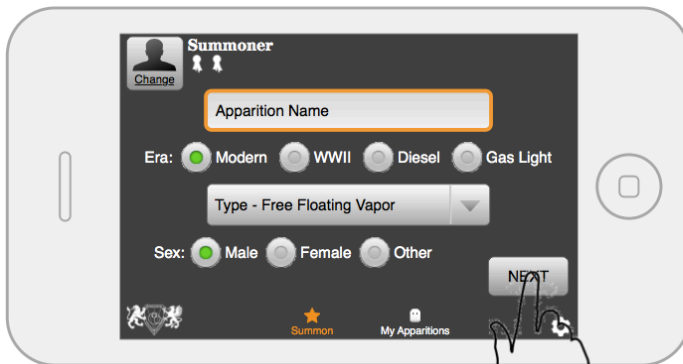 Summoner
Change
Apparition Name
Era: Modern WWII Diesel Gas Light
Type - Free Floating Vapor
Sex: Male Female Other
NEXT
Summon My Apparitions